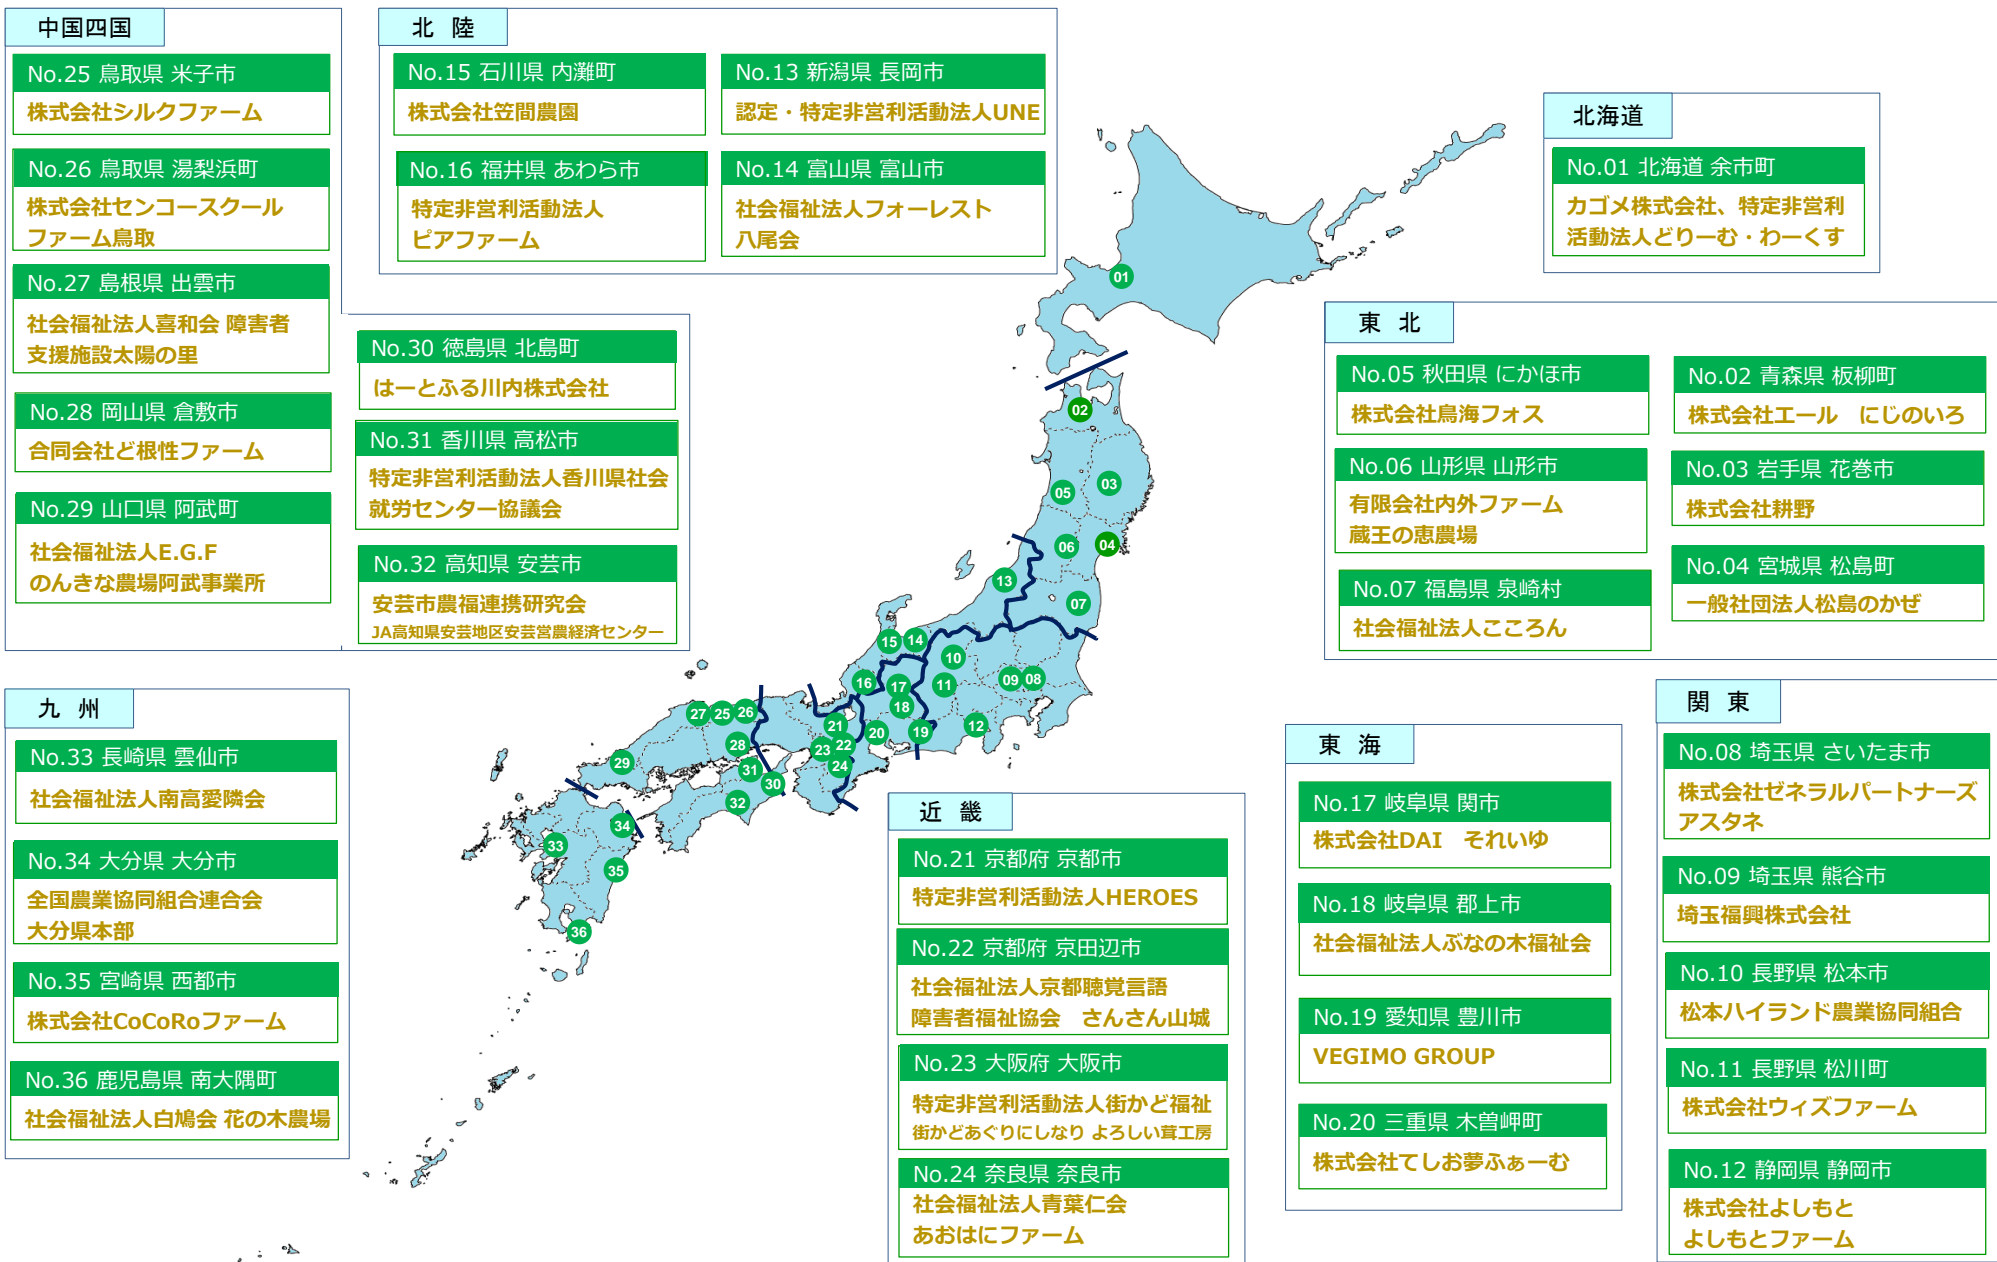 中国四国
No.25 鳥取県 米子市
株式会社シルクファーム
No.26 鳥取県 湯梨浜町
株式会社センコースクール
ファーム鳥取
No.27 島根県 出雲市
社会福祉法人喜和会 障害者
支援施設太陽の里
No.28 岡山県 倉敷市
合同会社ど根性ファーム
No.29 山口県 阿武町
社会福祉法人E.G.F
のんきな農場阿武事業所
No.30 徳島県 北島町
はーとふる川内株式会社
No.31 香川県 高松市
特定非営利活動法人香川県社会
就労センター協議会
No.32 高知県 安芸市
安芸市農福連携研究会
JA高知県安芸地区安芸営農経済センター
北 陸
No.15 石川県 内灘町
株式会社笠間農園
No.13 新潟県 長岡市
認定・特定非営利活動法人UNE
No.16 福井県 あわら市
特定非営利活動法人
ピアファーム
No.14 富山県 富山市
社会福祉法人フォーレスト
八尾会
北海道
No.01 北海道 余市町
カゴメ株式会社、特定非営利
活動法人どりーむ・わーくす
東 北
No.05 秋田県 にかほ市
株式会社鳥海フォス
No.02 青森県 板柳町
株式会社エール　にじのいろ
No.06 山形県 山形市
有限会社内外ファーム
蔵王の恵農場
No.03 岩手県 花巻市
株式会社耕野
No.07 福島県 泉崎村
社会福祉法人こころん
No.04 宮城県 松島町
一般社団法人松島のかぜ
九 州
No.33 長崎県 雲仙市
社会福祉法人南高愛隣会
No.34 大分県 大分市
全国農業協同組合連合会
大分県本部
No.35 宮崎県 西都市
株式会社CoCoRoファーム
No.36 鹿児島県 南大隅町
社会福祉法人白鳩会 花の木農場
近 畿
No.21 京都府 京都市
特定非営利活動法人HEROES
No.22 京都府 京田辺市
社会福祉法人京都聴覚言語
障害者福祉協会　さんさん山城
No.23 大阪府 大阪市
特定非営利活動法人街かど福祉
街かどあぐりにしなり よろしい茸工房
No.24 奈良県 奈良市
社会福祉法人青葉仁会
あおはにファーム
東 海
No.17 岐阜県 関市
株式会社DAI　それいゆ
No.18 岐阜県 郡上市
社会福祉法人ぶなの木福祉会
No.19 愛知県 豊川市
VEGIMO GROUP
No.20 三重県 木曽岬町
株式会社てしお夢ふぁーむ
関 東
No.08 埼玉県 さいたま市
株式会社ゼネラルパートナーズ
アスタネ
No.09 埼玉県 熊谷市
埼玉福興株式会社
No.10 長野県 松本市
松本ハイランド農業協同組合
No.11 長野県 松川町
株式会社ウィズファーム
No.12 静岡県 静岡市
株式会社よしもと
よしもとファーム
01
02
03
05
04
06
13
07
15
14
10
16
17
11
09
08
18
27
25
26
21
12
20
19
28
23
22
29
31
24
30
32
34
33
35
36